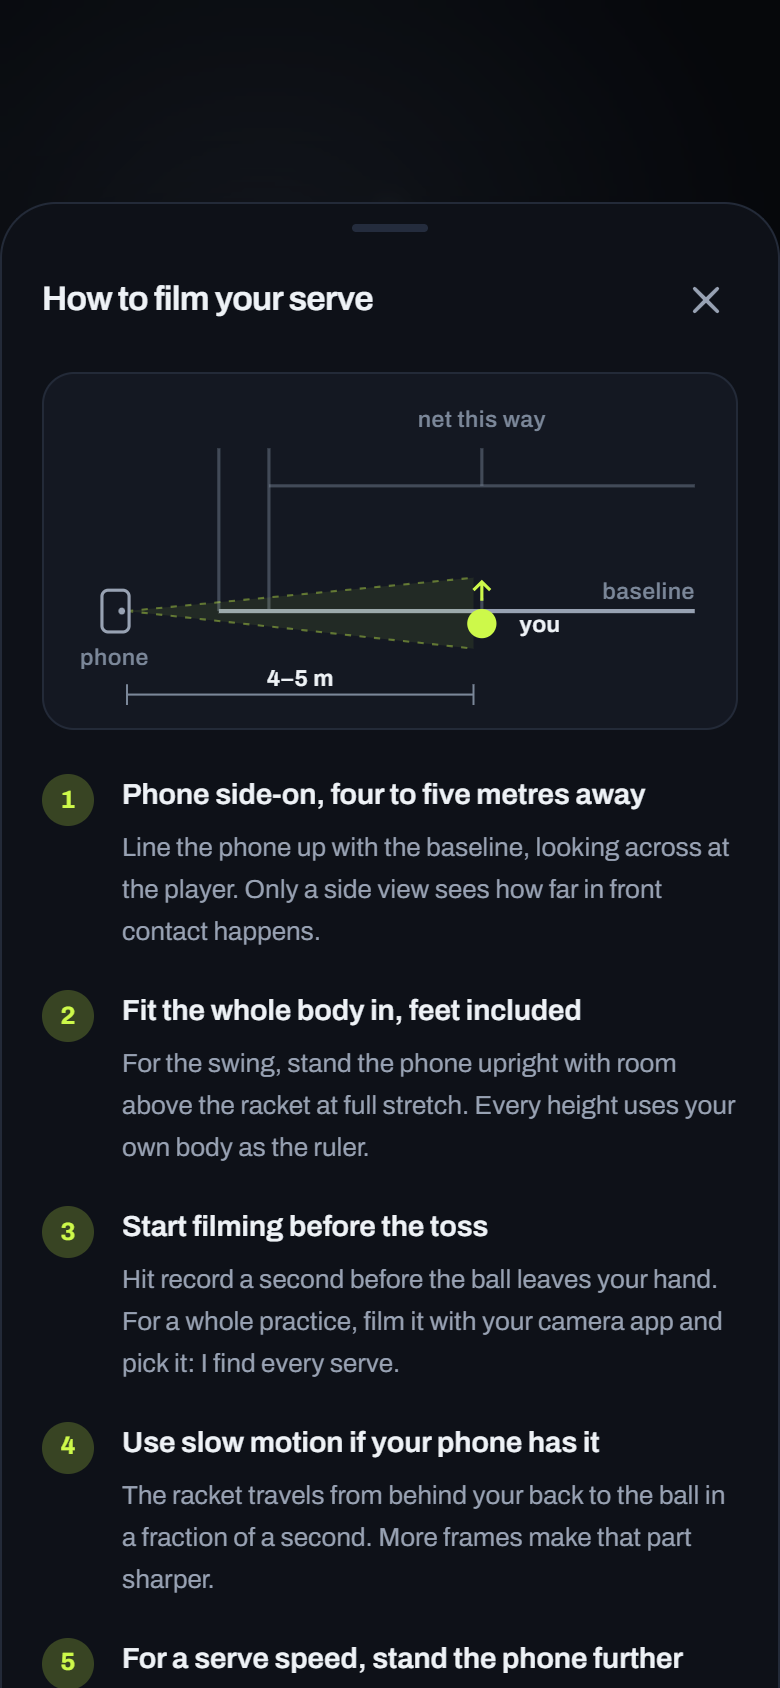 How to film your serve
net this way
baseline
you
phone
4–5 m
1
Phone side-on, four to five metres away
Line the phone up with the baseline, looking across at
the player. Only a side view sees how far in front
contact happens.
2
Fit the whole body in, feet included
For the swing, stand the phone upright with room
above the racket at full stretch. Every height uses your
own body as the ruler.
3
Start filming before the toss
Hit record a second before the ball leaves your hand.
For a whole practice, film it with your camera app and
pick it: I find every serve.
4
Use slow motion if your phone has it
The racket travels from behind your back to the ball in
a fraction of a second. More frames make that part
sharper.
5
For a serve speed, stand the phone further